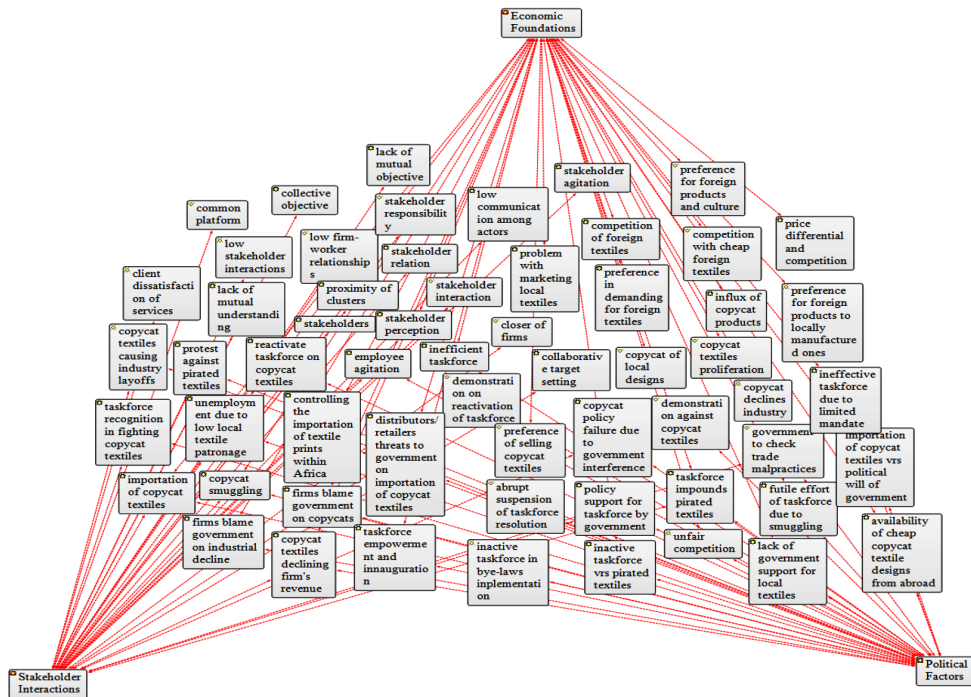 Economic
Foundations
lack of
mutual
objective
stakeholder
agitation
preference
for foreign
products
and culture
collective
objective
common
platform
stakeholder
responsibilit
y
low
communicat
ion among
actors
price
differential
and
competition
low firm-
worker
relationship
s
competition
of foreign
textiles
competition
with cheap
foreign
textiles
low
stakeholder
interactions
stakeholder
relation
problem
with
marketing
local
textiles
client
dissatisfacti
on of
services
preference
in
demanding
for foreign
textiles
lack of
mutual
understandi
ng
proximity
of clusters
stakeholder
interaction
preference
for foreign
products to
locally
manufactur
ed ones
influx of
copycat
products
stakeholders
stakeholder
perception
closer of
firms
copycat
textiles
causing
industry
layoffs
protest
against
pirated
textiles
reactivate
taskforce on
copycat
textiles
employee
agitation
inefficient
taskforce
collaborativ
e target
setting
copycat of
local
designs
copycat
textiles
proliferation
ineffective
taskforce
due to
limited
mandate
demonstrati
on on
reactivation
of taskforce
copycat
declines
industry
taskforce
recognition
in fighting
copycat
textiles
unemploym
ent due to
low local
textile
patronage
controlling
the
importation
of textile
prints
within
Africa
distributors/
retailers
threats to
government
on
importation
of copycat
textiles
preference
of selling
copycat
textiles
copycat
policy
failure due
to
government
interference
demonstrati
on against
copycat
textiles
government
to check
trade
malpractices
importation
of copycat
textiles vrs
political
will of
government
importation
of copycat
textiles
copycat
smuggling
firms blame
government
on copycats
abrupt
suspension
of taskforce
resolution
policy
support for
taskforce by
government
taskforce
impounds
pirated
textiles
futile effort
of taskforce
due to
smuggling
firms blame
government
on industrial
decline
copycat
textiles
declining
firm's
revenue
taskforce
empowerme
nt and
innauguratio
n
inactive
taskforce in
bye-laws
inplementati
on
inactive
taskforce
vrs pirated
textiles
unfair
competition
lack of
government
support for
local
textiles
availability
of cheap
copycat
textile
designs
from abroad
Stakeholder
Interactions
Political
Factors